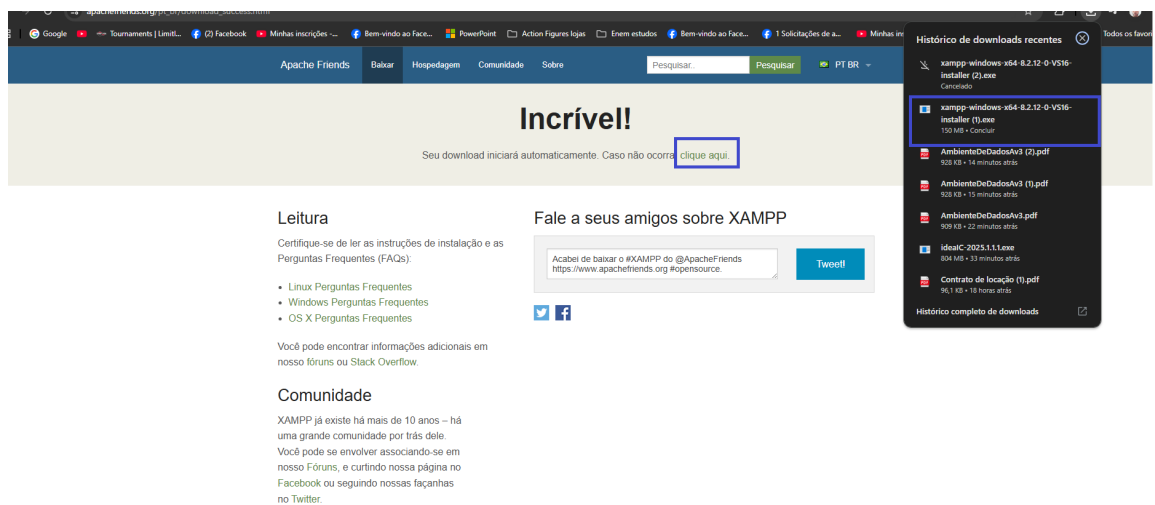 apachefriends.org/pt_br/download_success.html
Google
Tournaments | Limitl...
(2) Facebook
Minhas inscrições -...
Bem-vindo ao Face...
PowerPoint
Action Figures lojas
Enem estudos
Bem-vindo ao Face...
1 Solicitações de a...
Minhas ins
Todos os favori
Apache Friends
Baixar
Hospedagem
Comunidade
Sobre
Pesquisar..
Pesquisar
PT BR
Incrível!
Seu download iniciará automaticamente. Caso não ocorra, clique aqui.
Leitura
Certifique-se de ler as instruções de instalação e as
Perguntas Frequentes (FAQs):
• Linux Perguntas Frequentes
• Windows Perguntas Frequentes
• OS X Perguntas Frequentes
Você pode encontrar informações adicionais em
nosso fóruns ou Stack Overflow.
Comunidade
XAMPP já existe há mais de 10 anos – há
uma grande comunidade por trás dele.
Você pode se envolver associando-se em
nosso Fóruns, e curtindo nossa página no
Facebook ou seguindo nossas façanhas
no Twitter.
Fale a seus amigos sobre XAMPP
Acabei de baixar o #XAMPP do @ApacheFriends
https://www.apachefriends.org #opensource.
Tweet!
Histórico de downloads recentes
xampp-windows-x64-8.2.12-0-VS16-
installer (2).exe
Cancelado
xampp-windows-x64-8.2.12-0-VS16-
installer (1).exe
150 MB • Concluir
AmbienteDeDadosAv3 (2).pdf
928 KB • 14 minutos atrás
AmbienteDeDadosAv3 (1).pdf
928 KB • 15 minutos atrás
AmbienteDeDadosAv3.pdf
909 KB • 22 minutos atrás
ideaIC-2025.1.1.1.exe
804 MB • 33 minutos atrás
Contrato de locação (1).pdf
96,1 KB • 18 horas atrás
Histórico completo de downloads